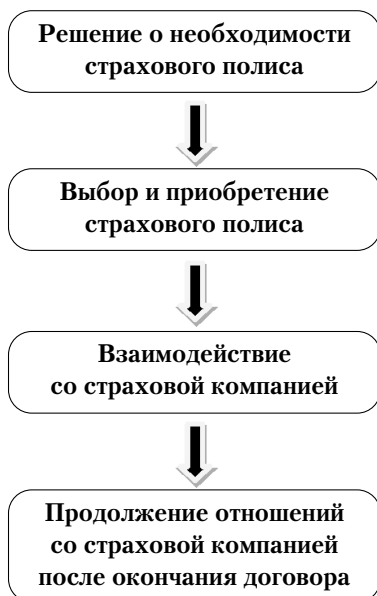 Решение о необходимости
страхового полиса
Выбор и приобретение
страхового полиса
Взаимодействие
со страховой компанией
Продолжение отношений
со страховой компанией
после окончания договора